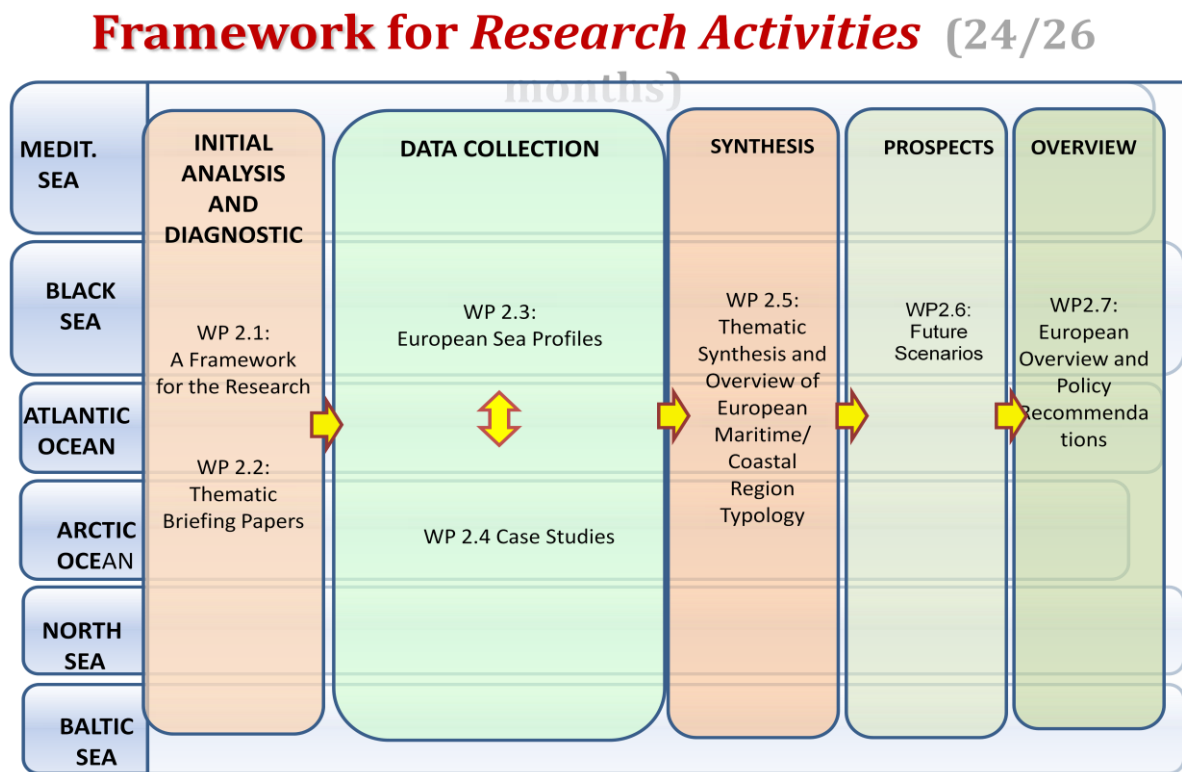 Framework for Research Activities (24/26
months)
MEDIT.
SEA
BLACK
SEA
ATLANTIC
OCEAN
ARCTIC
OCEAN
NORTH
SEA
BALTIC
SEA
INITIAL
ANALYSIS
AND
DIAGNOSTIC
WP 2.1:
A Framework
for the Research
WP 2.2:
Thematic
Briefing Papers
DATA COLLECTION
WP 2.3:
European Sea Profiles
WP 2.4 Case Studies
SYNTHESIS
WP 2.5:
Thematic
Synthesis and
Overview of
European
Maritime/
Coastal
Region
Typology
PROSPECTS
WP2.6:
Future
Scenarios
OVERVIEW
WP2.7:
European
Overview and
Policy
Recommenda
tions